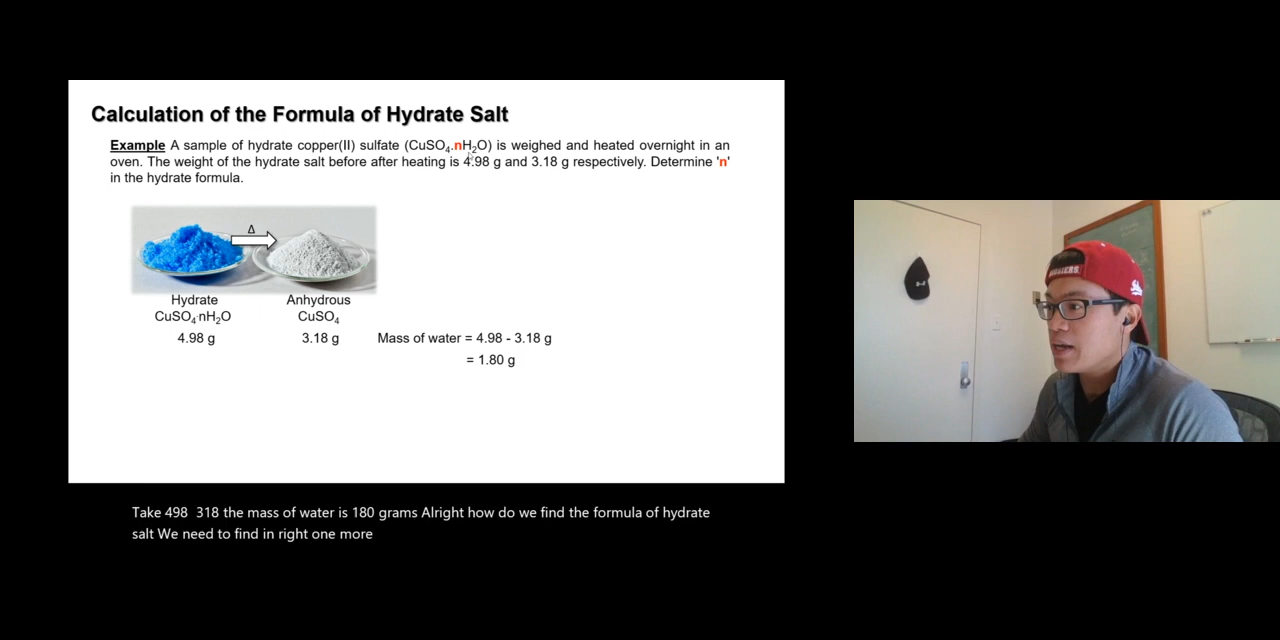 Calculation of the Formula of Hydrate Salt
Example A sample of hydrate copper(II) sulfate (CuSO₄.nH₂O) is weighed and heated overnight in an
oven. The weight of the hydrate salt before after heating is 4.98 g and 3.18 g respectively. Determine 'n'
in the hydrate formula.
Δ
Hydrate
CuSO₄·nH₂O
4.98 g
Anhydrous
CuSO₄
3.18 g
Mass of water = 4.98 - 3.18 g
= 1.80 g
Take 498 318 the mass of water is 180 grams Alright how do we find the formula of hydrate
salt We need to find in right one more